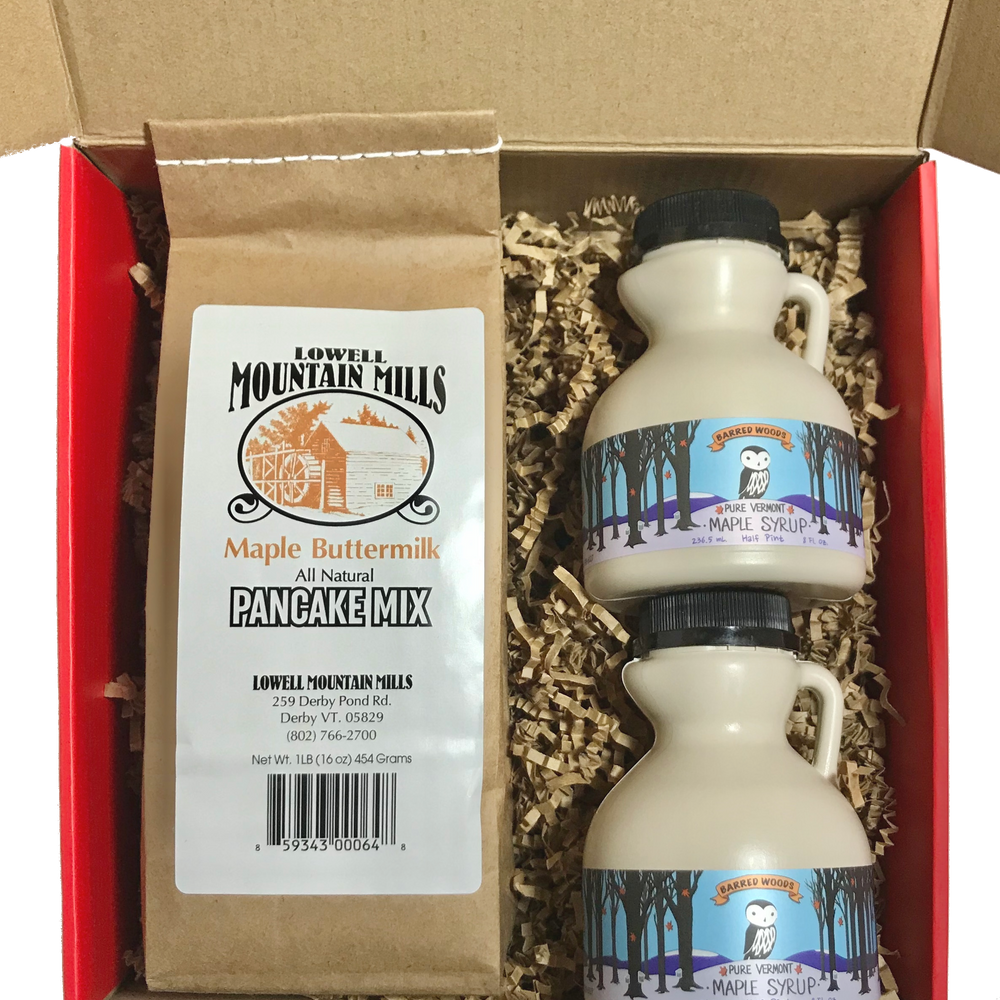 LOWELL
MOUNTAIN MILLS
Maple Buttermilk
All Natural
PANCAKE MIX
LOWELL MOUNTAIN MILLS
259 Derby Pond Rd.
Derby VT. 05829
(802) 766-2700
Net Wt. 1LB (16 oz) 454 Grams
8 59343 00064 8
BARRED WOODS
PURE VERMONT
MAPLE SYRUP
236.5 mL Half Pint 8 FL OZ.
BARRED WOODS
PURE VERMONT
MAPLE SYRUP